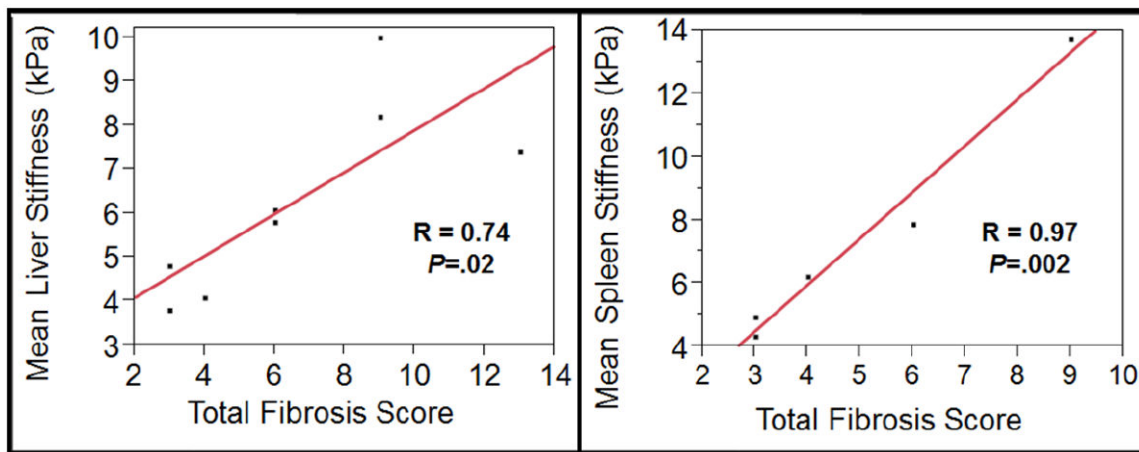 Mean Liver Stiffness (kPa)
10
9
8
7
6
5
4
3
R = 0.74
P=.02
2 4 6 8 10 12 14
Total Fibrosis Score
Mean Spleen Stiffness (kPa)
14
12
10
8
6
4
R = 0.97
P=.002
2 3 4 5 6 7 8 9 10
Total Fibrosis Score